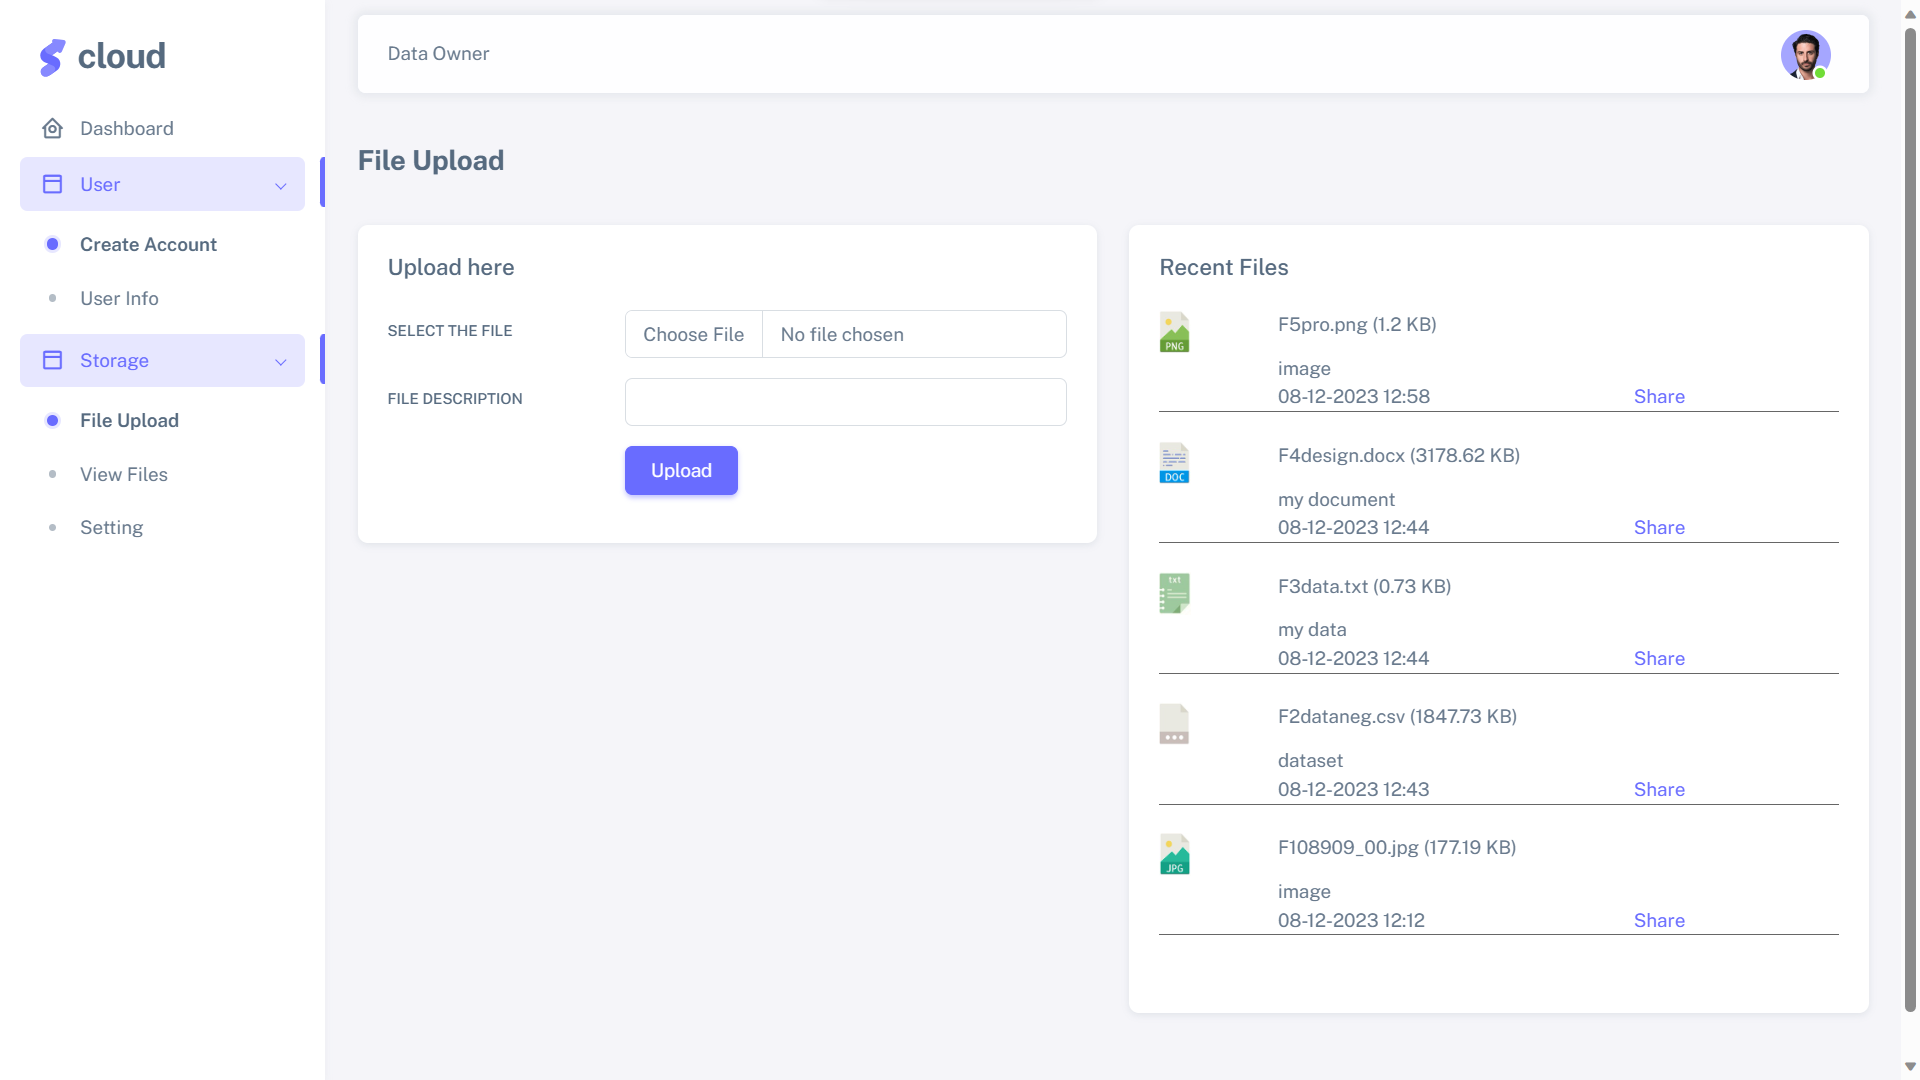 cloud
Dashboard
User
Create Account
User Info
Storage
File Upload
View Files
Setting
Data Owner
File Upload
Upload here
SELECT THE FILE
Choose File No file chosen
FILE DESCRIPTION
Upload
Recent Files
PNG
F5pro.png (1.2 KB)
image
08-12-2023 12:58 Share
DOC
F4design.docx (3178.62 KB)
my document
08-12-2023 12:44 Share
txt
F3data.txt (0.73 KB)
my data
08-12-2023 12:44 Share
F2dataneg.csv (1847.73 KB)
dataset
08-12-2023 12:43 Share
JPG
F108909_00.jpg (177.19 KB)
image
08-12-2023 12:12 Share